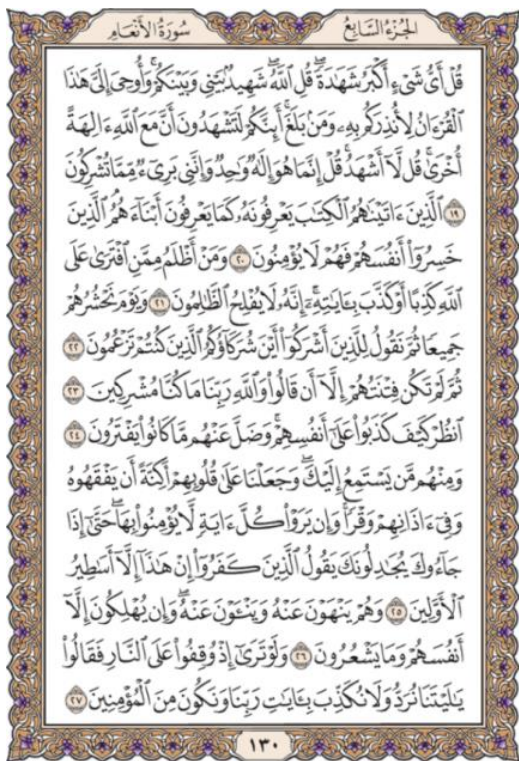 الجُزْءُ السَّابِعُ سُورَةُ الأَنْعَامِ
قُلْ أَيُّ شَيْءٍ أَكْبَرُ شَهَٰدَةًۖ قُلِ ٱللَّهُۖ شَهِيدُۢ بَيْنِي وَبَيْنَكُمْۚ وَأُوحِيَ إِلَيَّ هَٰذَا
ٱلْقُرْءَانُ لِأُنذِرَكُم بِهِۦ وَمَنۢ بَلَغَۚ أَئِنَّكُمْ لَتَشْهَدُونَ أَنَّ مَعَ ٱللَّهِ ءَالِهَةً
أُخْرَىٰۚ قُل لَّآ أَشْهَدُۚ قُلْ إِنَّمَا هُوَ إِلَٰهٌ وَٰحِدٌ وَإِنَّنِي بَرِيٓءٌ مِّمَّا تُشْرِكُونَ
١٩ ٱلَّذِينَ ءَاتَيْنَٰهُمُ ٱلْكِتَٰبَ يَعْرِفُونَهُۥ كَمَا يَعْرِفُونَ أَبْنَآءَهُمُۘ ٱلَّذِينَ
خَسِرُوٓا۟ أَنفُسَهُمْ فَهُمْ لَا يُؤْمِنُونَ ٢٠ وَمَنْ أَظْلَمُ مِمَّنِ ٱفْتَرَىٰ عَلَى
ٱللَّهِ كَذِبًا أَوْ كَذَّبَ بِـَٔايَٰتِهِۦٓۗ إِنَّهُۥ لَا يُفْلِحُ ٱلظَّٰلِمُونَ ٢١ وَيَوْمَ نَحْشُرُهُمْ
جَمِيعًا ثُمَّ نَقُولُ لِلَّذِينَ أَشْرَكُوٓا۟ أَيْنَ شُرَكَآؤُكُمُ ٱلَّذِينَ كُنتُمْ تَزْعُمُونَ ٢٢
ثُمَّ لَمْ تَكُن فِتْنَتُهُمْ إِلَّآ أَن قَالُوا۟ وَٱللَّهِ رَبِّنَا مَا كُنَّا مُشْرِكِينَ ٢٣
ٱنظُرْ كَيْفَ كَذَبُوا۟ عَلَىٰٓ أَنفُسِهِمْۚ وَضَلَّ عَنْهُم مَّا كَانُوا۟ يَفْتَرُونَ ٢٤
وَمِنْهُم مَّن يَسْتَمِعُ إِلَيْكَۖ وَجَعَلْنَا عَلَىٰ قُلُوبِهِمْ أَكِنَّةً أَن يَفْقَهُوهُ
وَفِيٓ ءَاذَانِهِمْ وَقْرًاۚ وَإِن يَرَوْا۟ كُلَّ ءَايَةٍ لَّا يُؤْمِنُوا۟ بِهَاۖ حَتَّىٰٓ إِذَا
جَآءُوكَ يُجَٰدِلُونَكَ يَقُولُ ٱلَّذِينَ كَفَرُوٓا۟ إِنْ هَٰذَآ إِلَّآ أَسَٰطِيرُ
ٱلْأَوَّلِينَ ٢٥ وَهُمْ يَنْهَوْنَ عَنْهُ وَيَنْـَٔوْنَ عَنْهُۖ وَإِن يُهْلِكُونَ إِلَّآ
أَنفُسَهُمْ وَمَا يَشْعُرُونَ ٢٦ وَلَوْ تَرَىٰٓ إِذْ وُقِفُوا۟ عَلَى ٱلنَّارِ فَقَالُوا۟
يَٰلَيْتَنَا نُرَدُّ وَلَا نُكَذِّبَ بِـَٔايَٰتِ رَبِّنَا وَنَكُونَ مِنَ ٱلْمُؤْمِنِينَ ٢٧
١٣٠